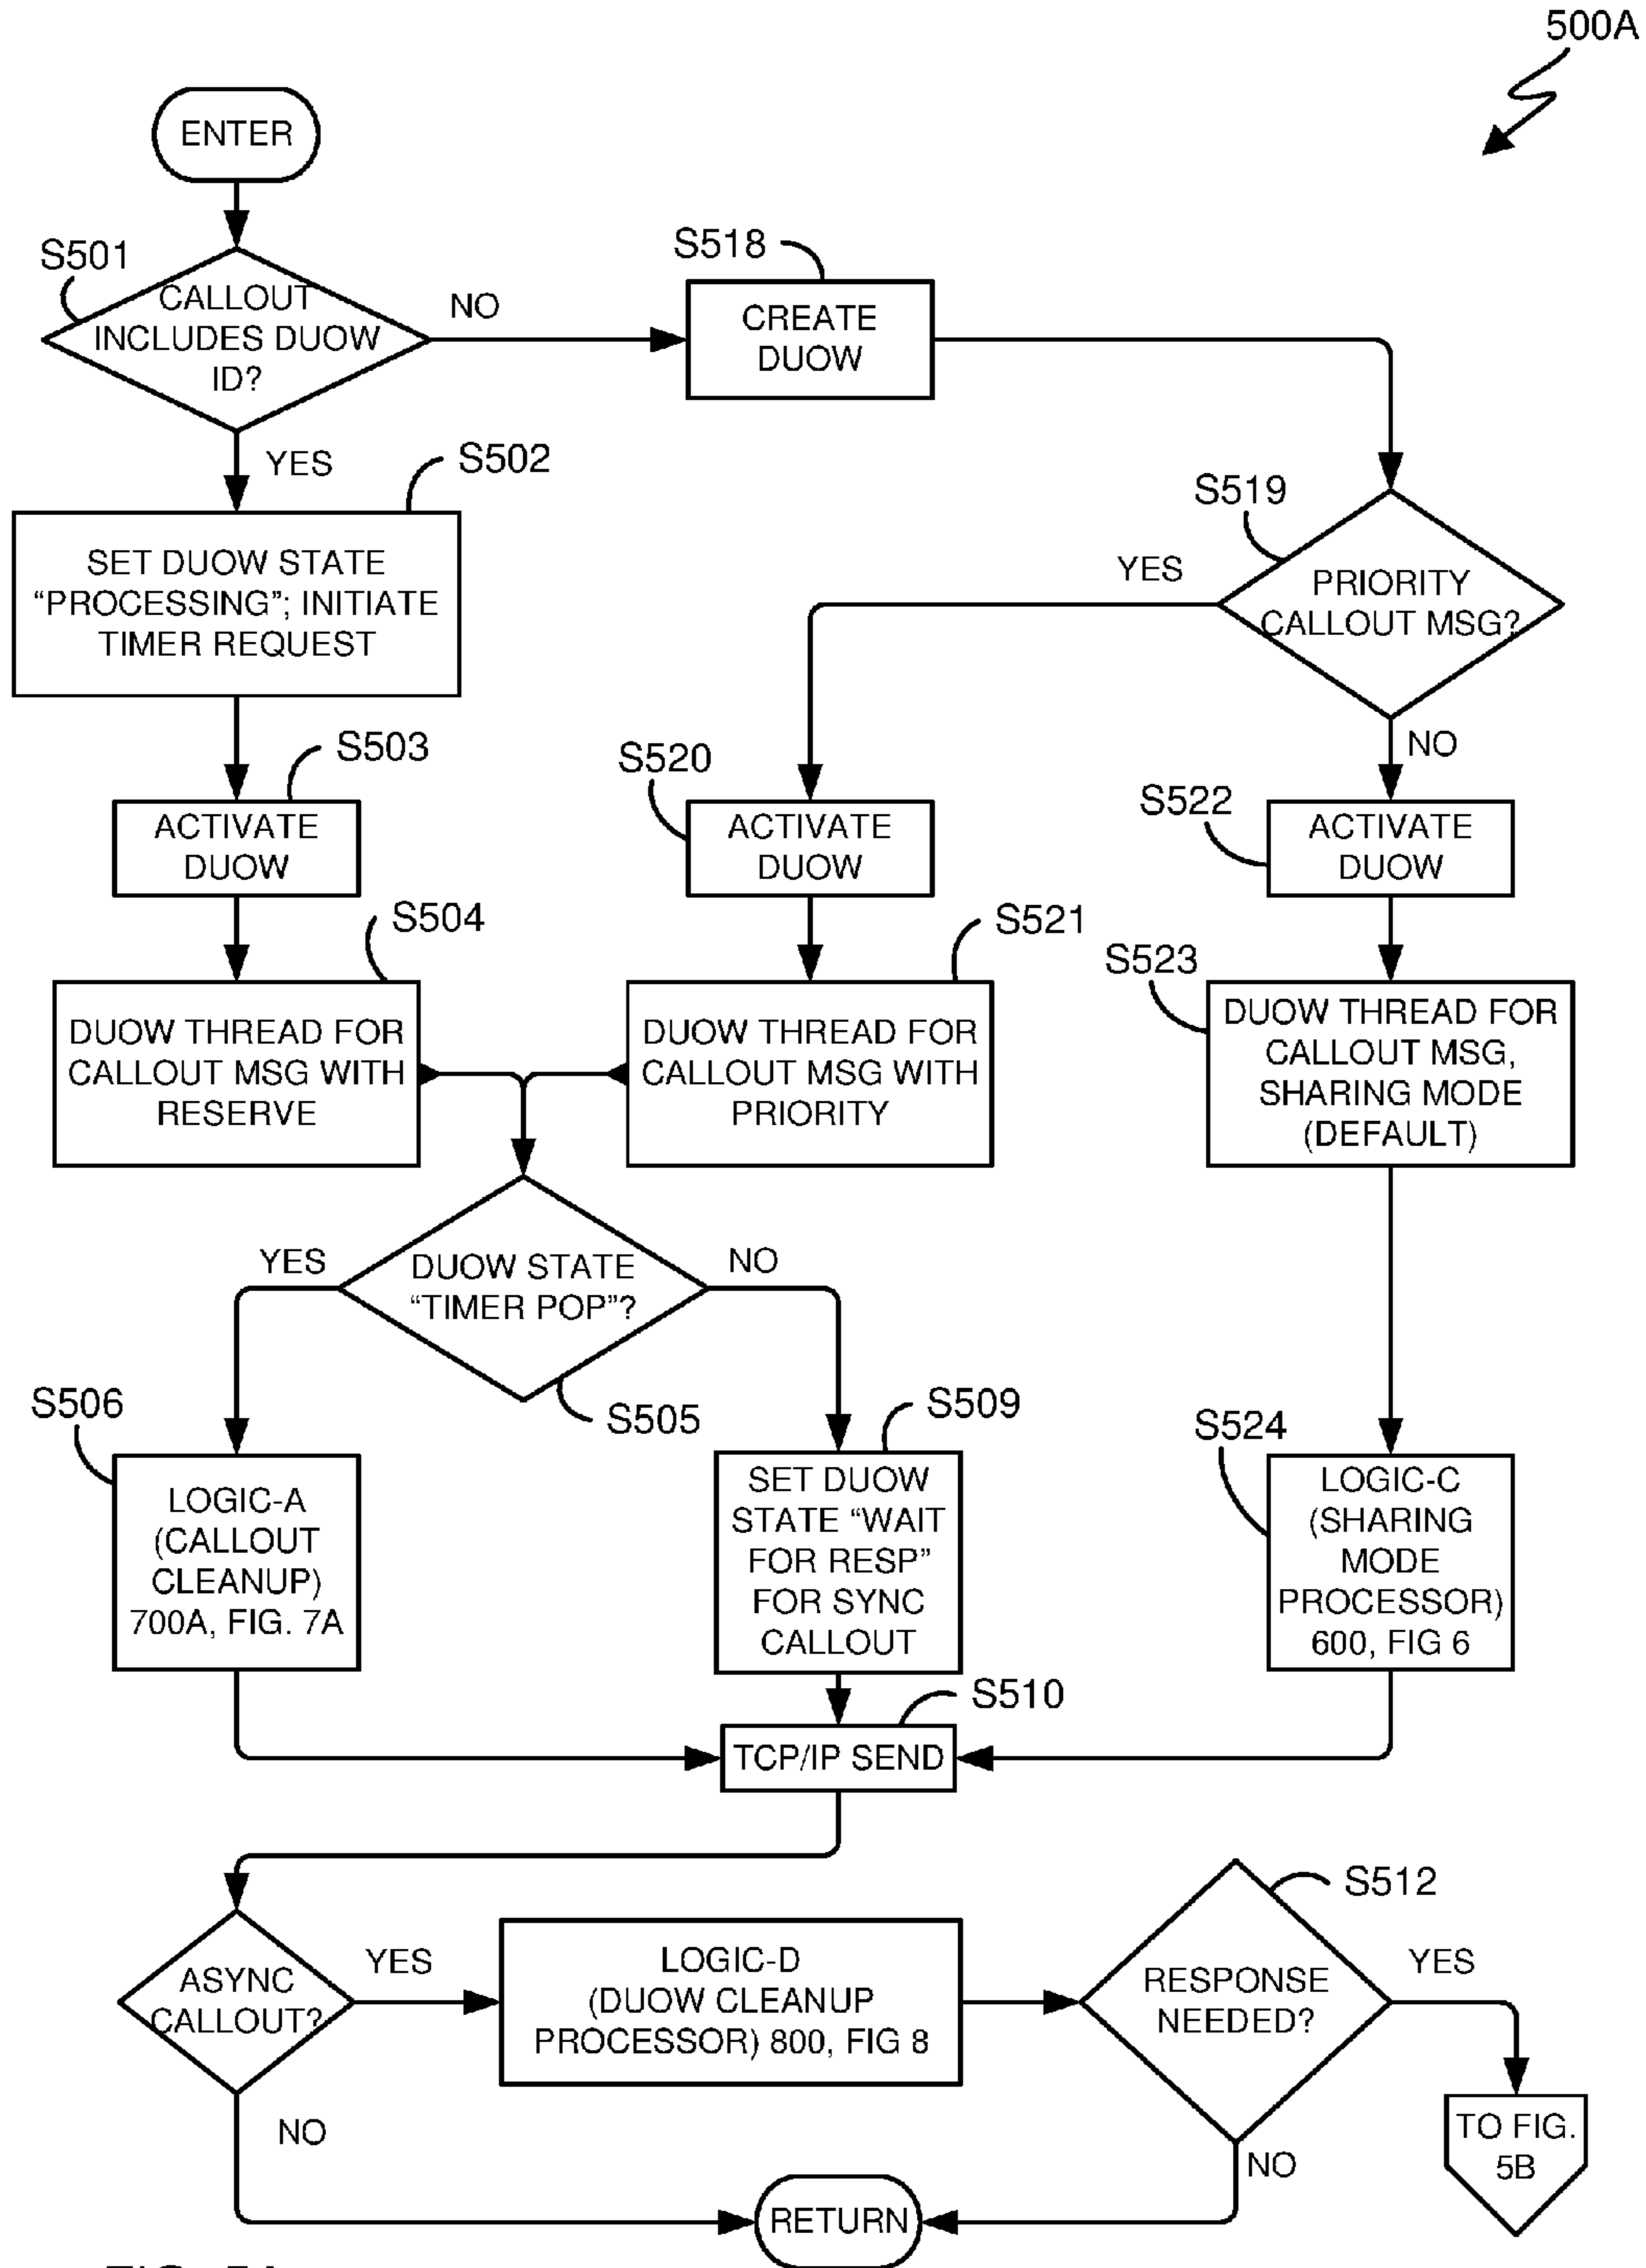 500A
ENTER
S501
CALLOUT
INCLUDES DUOW
ID?
NO
S518
CREATE
DUOW
YES
S502
SET DUOW STATE
“PROCESSING”; INITIATE
TIMER REQUEST
S519
PRIORITY
CALLOUT MSG?
YES
NO
S503
ACTIVATE
DUOW
S520
ACTIVATE
DUOW
S522
ACTIVATE
DUOW
S504
DUOW THREAD FOR
CALLOUT MSG WITH
RESERVE
S521
DUOW THREAD FOR
CALLOUT MSG WITH
PRIORITY
S523
DUOW THREAD FOR
CALLOUT MSG,
SHARING MODE
(DEFAULT)
YES
DUOW STATE
“TIMER POP”?
NO
S505
S506
LOGIC-A
(CALLOUT
CLEANUP)
700A, FIG. 7A
S509
SET DUOW
STATE “WAIT
FOR RESP”
FOR SYNC
CALLOUT
S524
LOGIC-C
(SHARING
MODE
PROCESSOR)
600, FIG 6
S510
TCP/IP SEND
ASYNC
CALLOUT?
YES
LOGIC-D
(DUOW CLEANUP
PROCESSOR) 800, FIG 8
S512
RESPONSE
NEEDED?
YES
TO FIG.
5B
NO
NO
RETURN